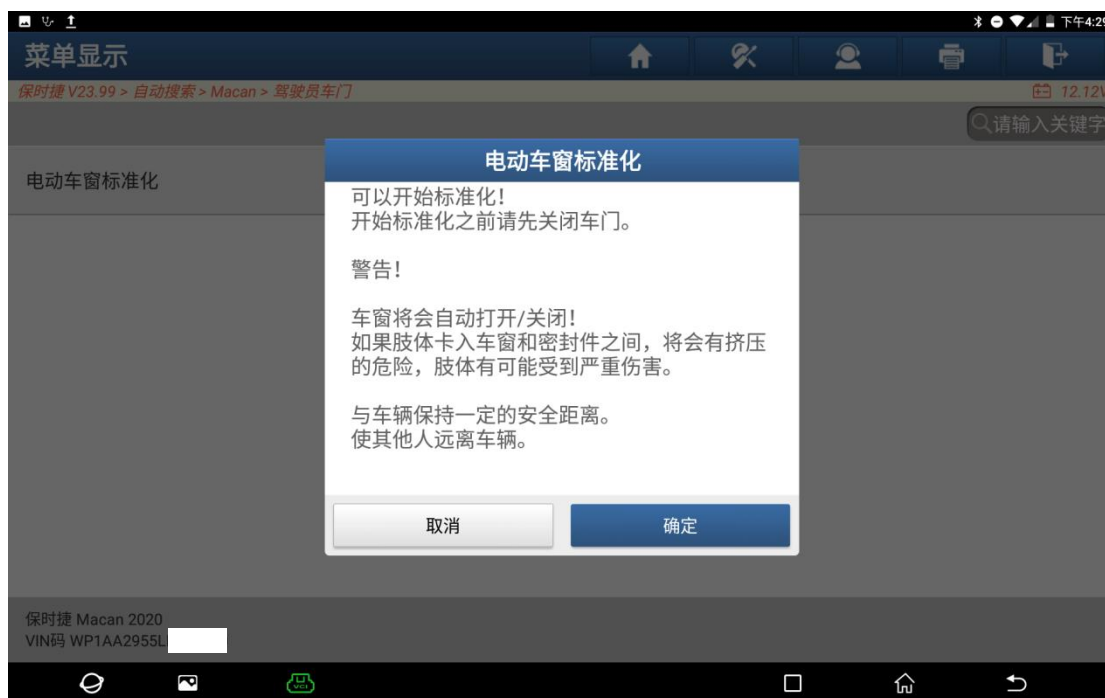 下午4:29
菜单显示
保时捷 V23.99 > 自动搜索 > Macan > 驾驶员车门
12.12V
请输入关键字
电动车窗标准化
电动车窗标准化
可以开始标准化!
开始标准化之前请先关闭车门。
警告!
车窗将会自动打开/关闭!
如果肢体卡入车窗和密封件之间,将会有挤压
的危险,肢体有可能受到严重伤害。
与车辆保持一定的安全距离。
使其他人远离车辆。
取消
确定
保时捷 Macan 2020
VIN码 WP1AA2955L
VCI